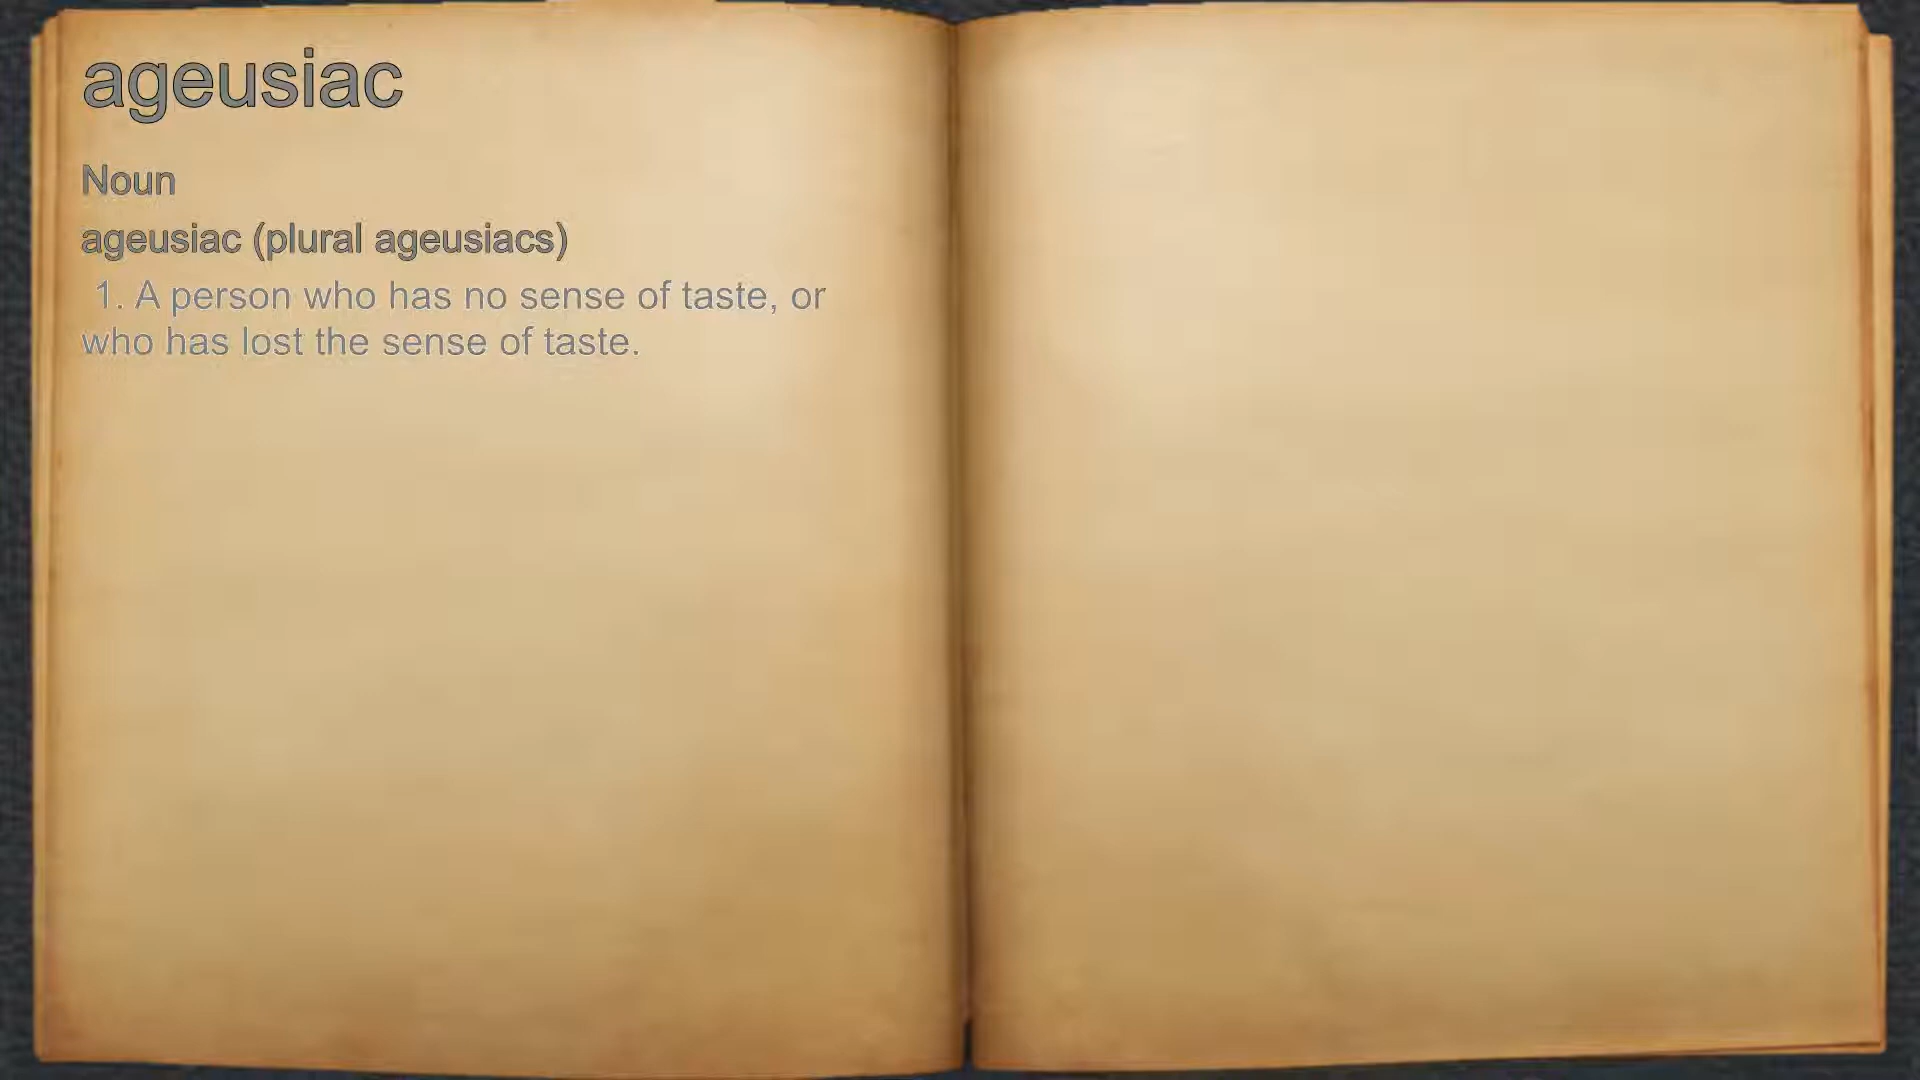 ageusiac
Noun
ageusiac (plural ageusiacs)
1. A person who has no sense of taste, or
who has lost the sense of taste.